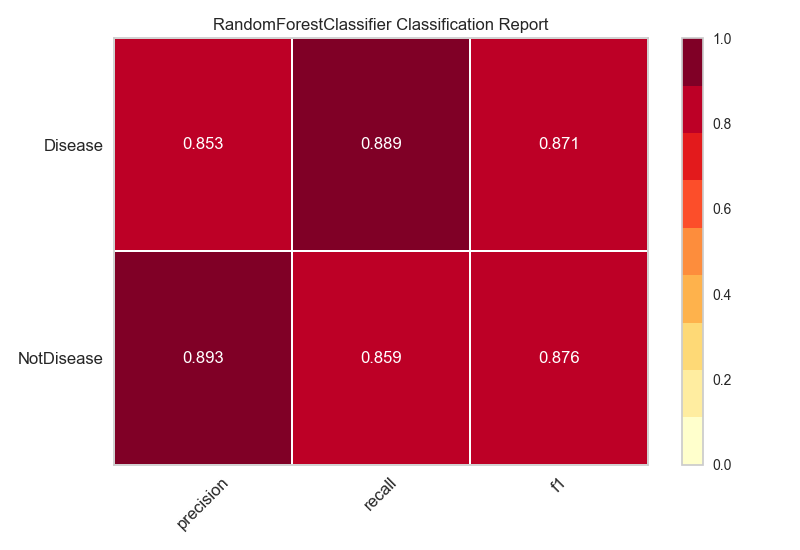 RandomForestClassifier Classification Report
Disease
0.853
0.889
0.871
NotDisease
0.893
0.859
0.876
precision
recall
f1
1.0
0.8
0.6
0.4
0.2
0.0